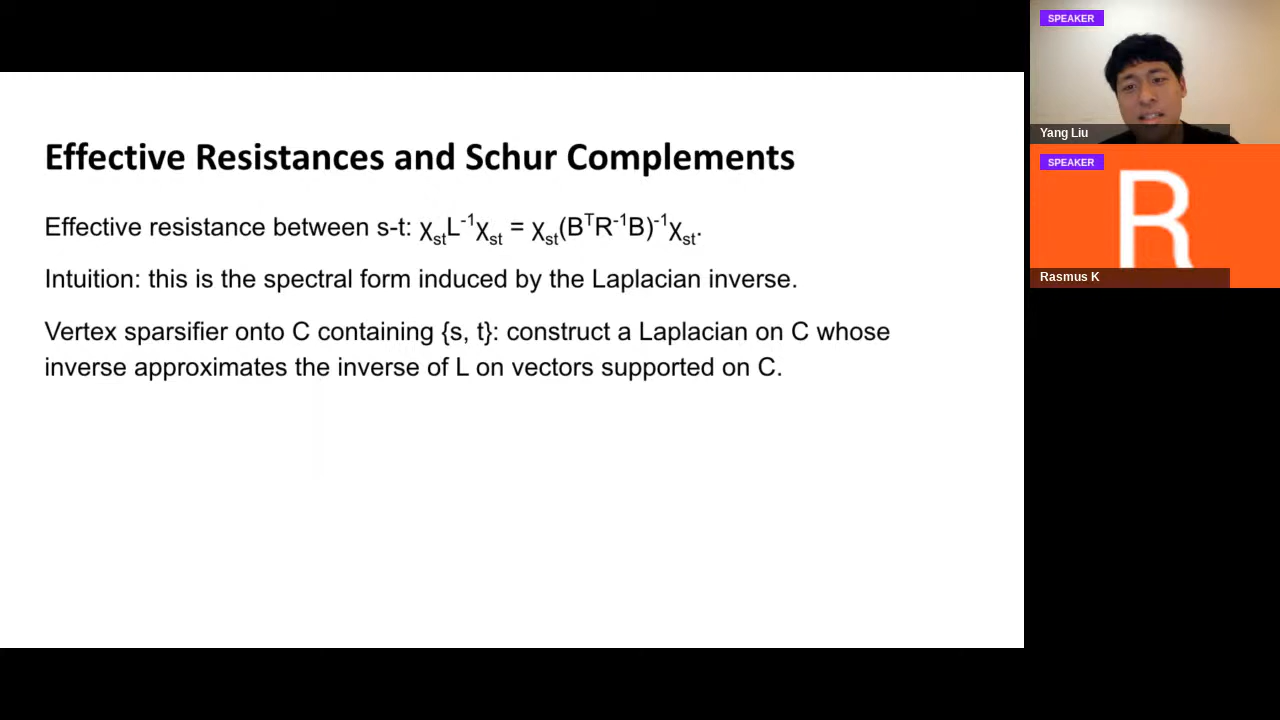 Effective Resistances and Schur Complements
Effective resistance between s-t: χstL-1χst = χst(BTR-1B)-1χst.
Intuition: this is the spectral form induced by the Laplacian inverse.
Vertex sparsifier onto C containing {s, t}: construct a Laplacian on C whose
inverse approximates the inverse of L on vectors supported on C.
SPEAKER
Yang Liu
SPEAKER
R
Rasmus K